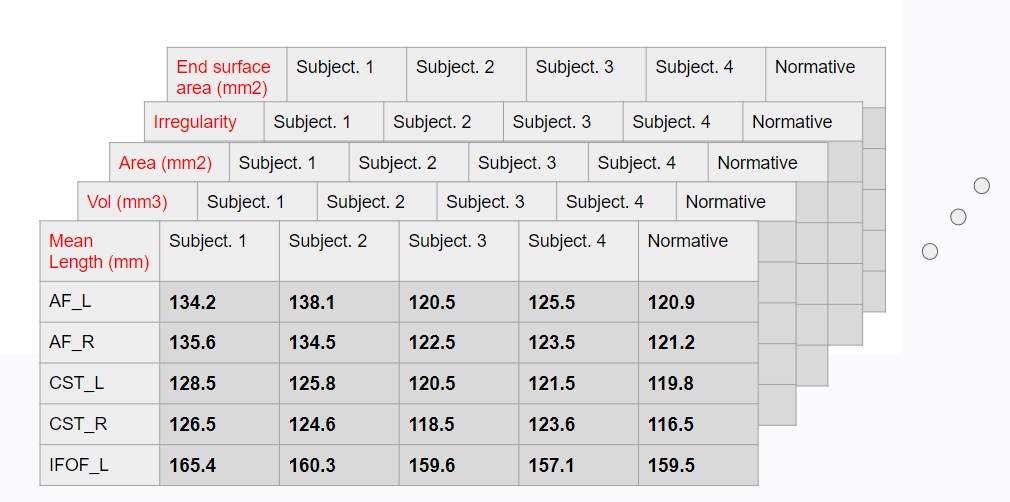 End surface area (mm2) Subject. 1 Subject. 2 Subject. 3 Subject. 4 Normative
Irregularity Subject. 1 Subject. 2 Subject. 3 Subject. 4 Normative
Area (mm2) Subject. 1 Subject. 2 Subject. 3 Subject. 4 Normative
Vol (mm3) Subject. 1 Subject. 2 Subject. 3 Subject. 4 Normative
Mean Length (mm) Subject. 1 Subject. 2 Subject. 3 Subject. 4 Normative
AF_L 134.2 138.1 120.5 125.5 120.9
AF_R 135.6 134.5 122.5 123.5 121.2
CST_L 128.5 125.8 120.5 121.5 119.8
CST_R 126.5 124.6 118.5 123.6 116.5
IFOF_L 165.4 160.3 159.6 157.1 159.5